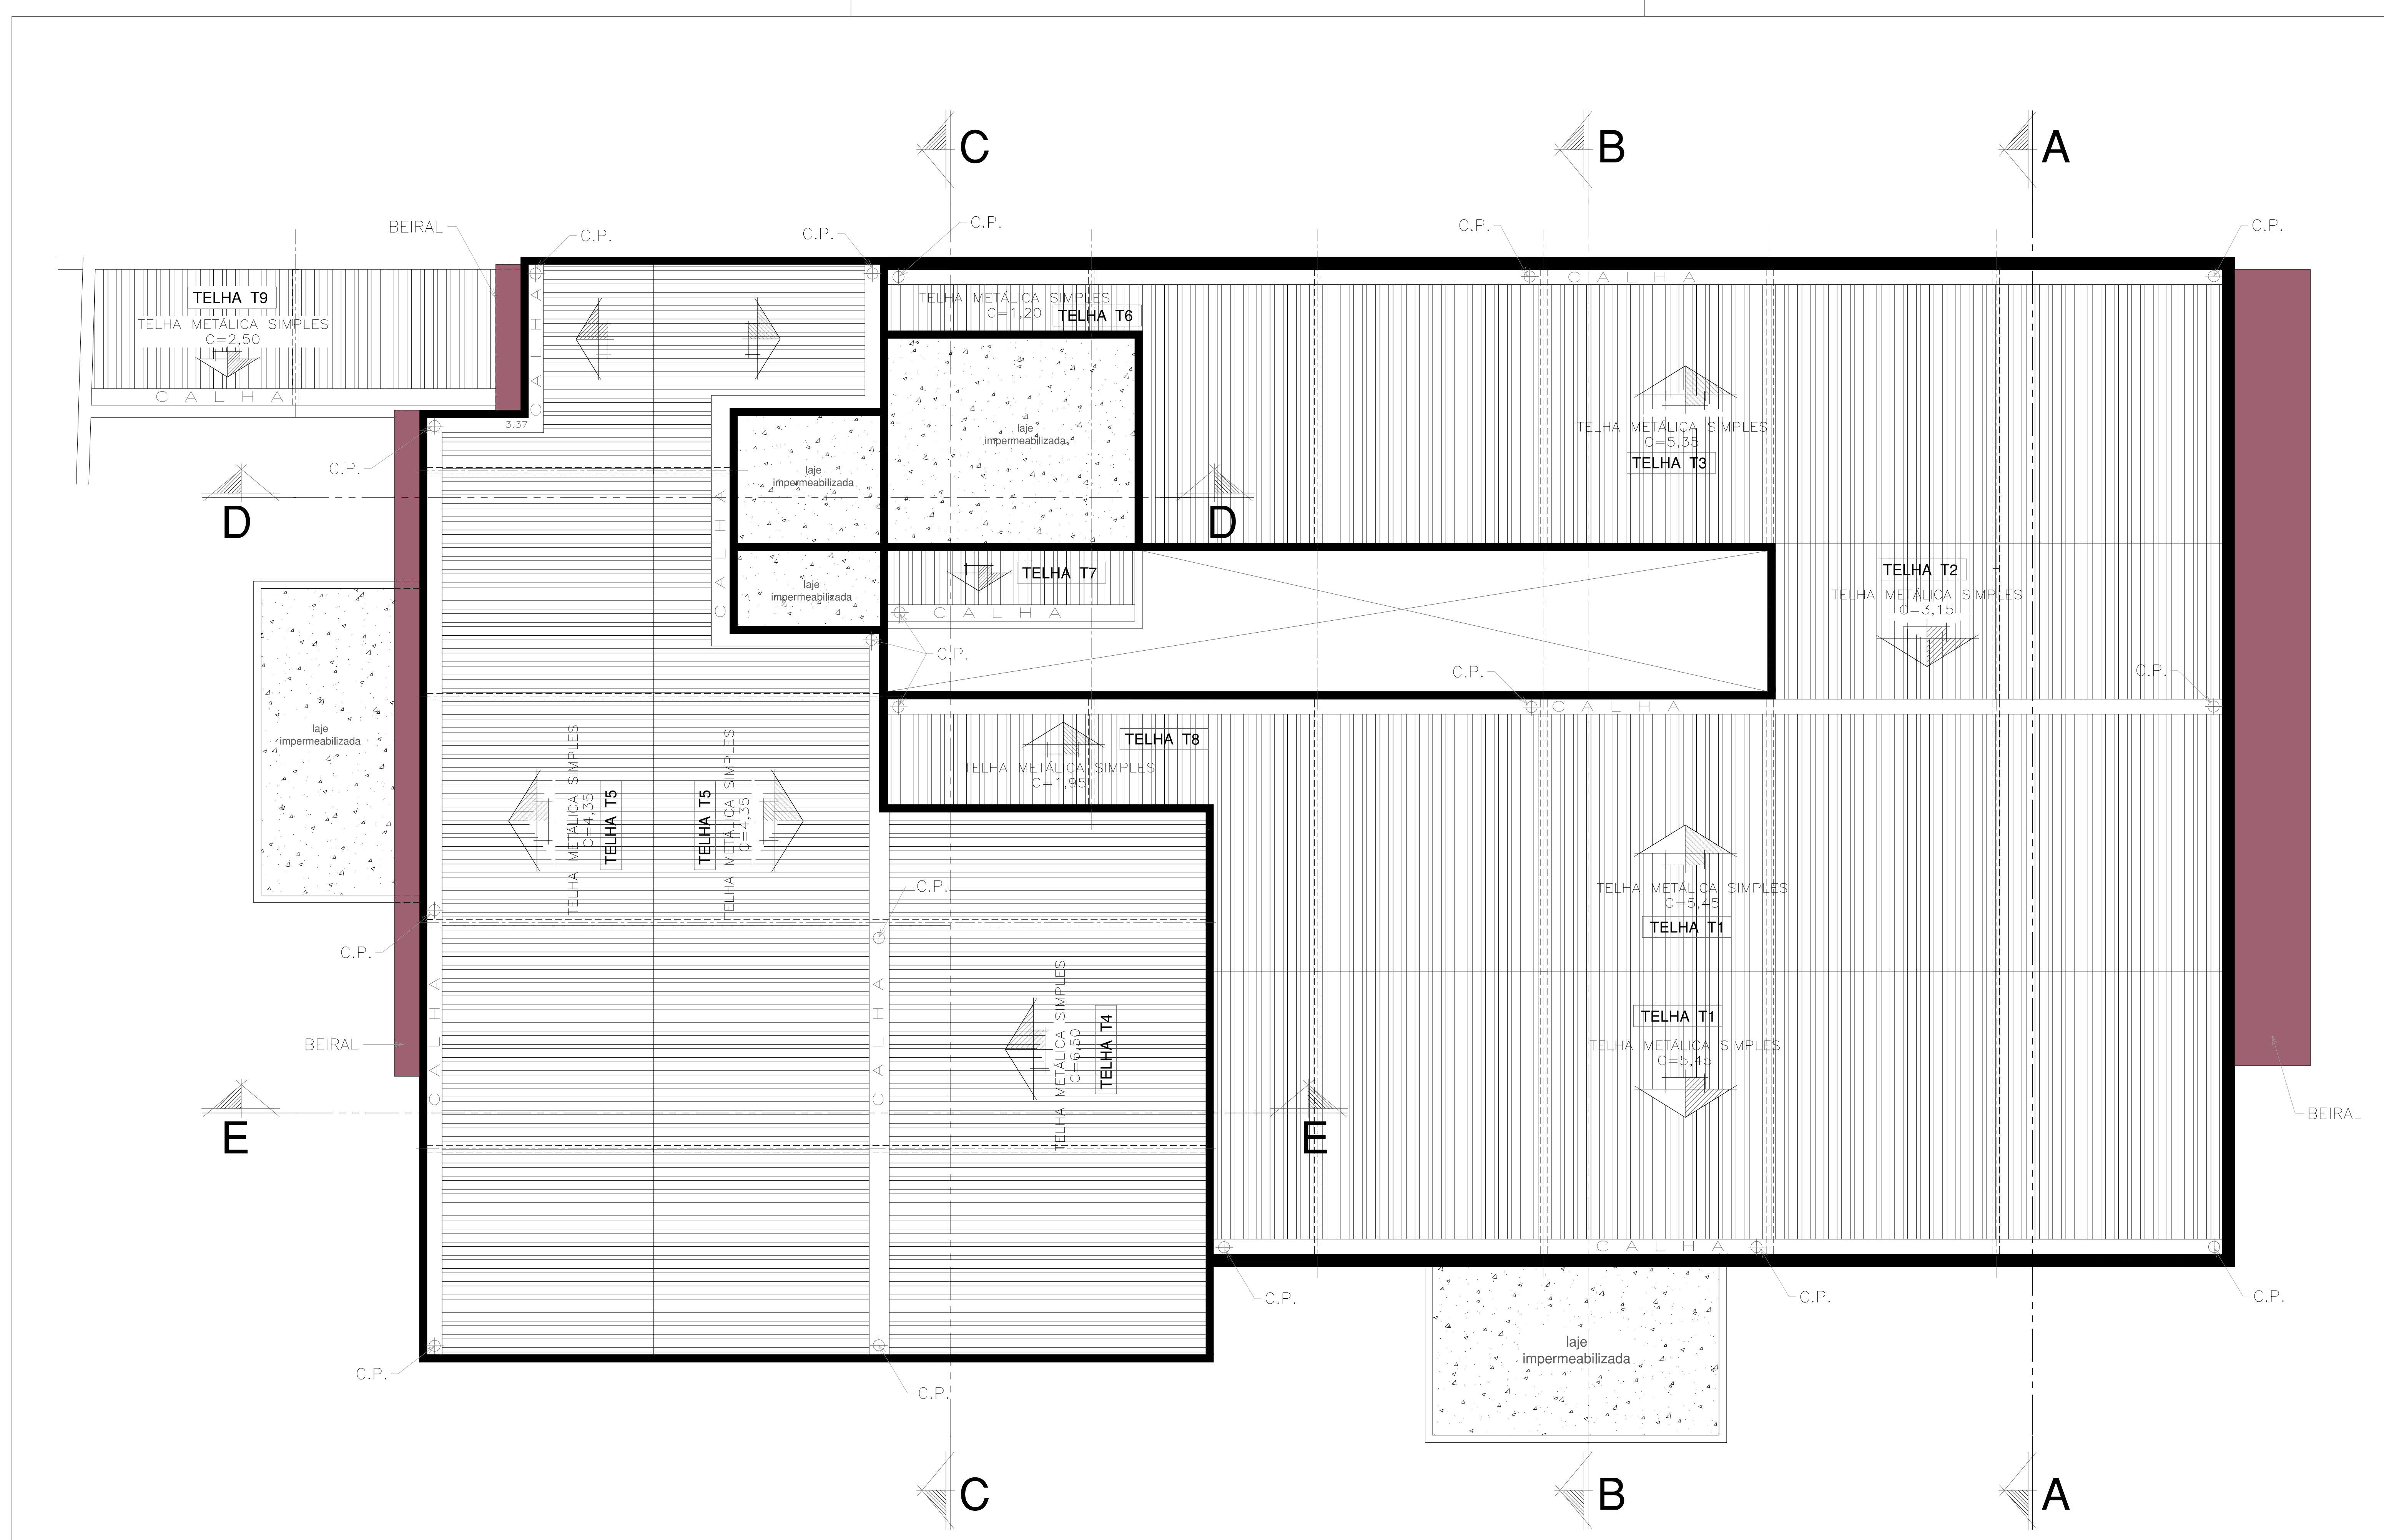 C
B
A
BEIRAL
C.P.
C.P.
C.P.
C.P.
C.P.
CALHA
TELHA T9
TELHA METÁLICA SIMPLES
C=2,50
CALHA
CALHA
3.37
TELHA METÁLICA SIMPLES
C=1,20
TELHA T6
laje
impermeabilizada
TELHA METÁLICA SIMPLES
C=5,35
TELHA T3
C.P.
D
laje
impermeabilizada
D
CALHA
laje
impermeabilizada
TELHA T7
CALHA
TELHA T2
TELHA METÁLICA SIMPLES
C=3,15
C.P.
C.P.
C.P.
CALHA
laje
impermeabilizada
TELHA T8
TELHA METÁLICA SIMPLES
C=1,95
TELHA METÁLICA SIMPLES
C=4,35
TELHA T5
TELHA T5
TELHA METÁLICA SIMPLES
C=4,35
C.P.
C.P.
TELHA METÁLICA SIMPLES
C=5,45
TELHA T1
TELHA T1
TELHA METÁLICA SIMPLES
C=5,45
CALHA
CALHA
TELHA METÁLICA SIMPLES
C=6,50
TELHA T4
BEIRAL
BEIRAL
E
E
CALHA
C.P.
C.P.
C.P.
laje
impermeabilizada
C.P.
C.P.
C
B
A